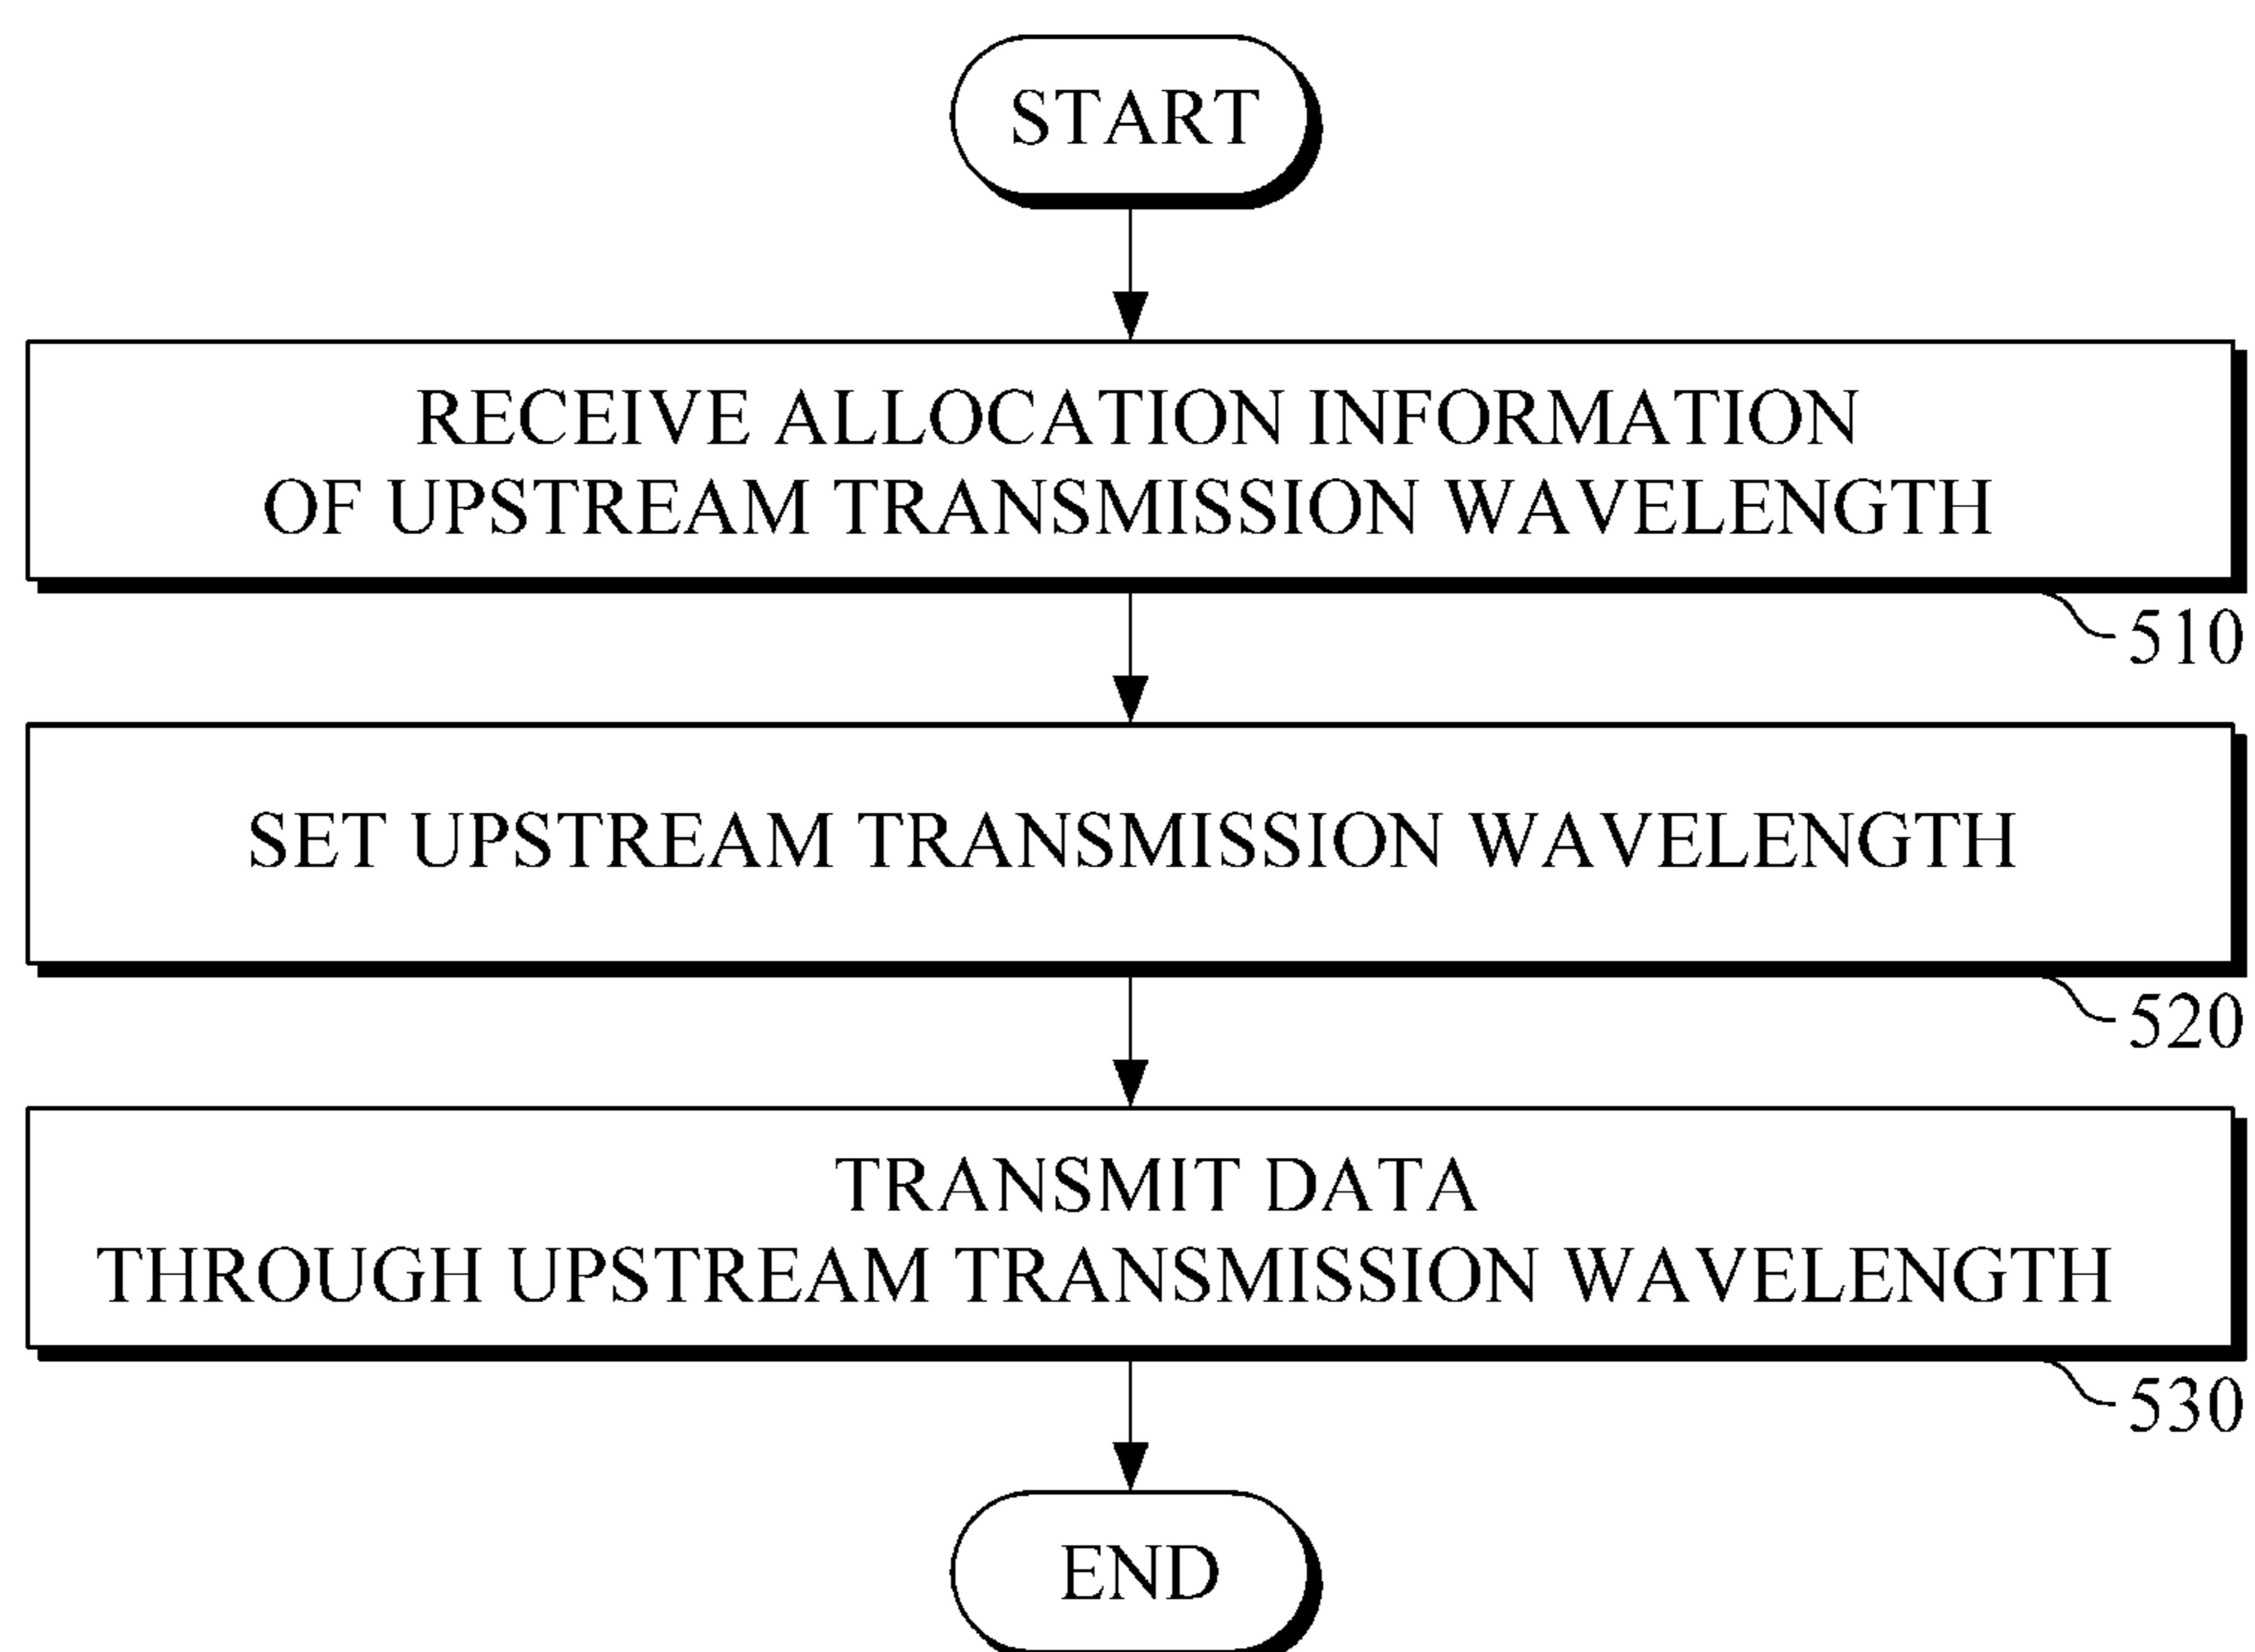 START
RECEIVE ALLOCATION INFORMATION
OF UPSTREAM TRANSMISSION WAVELENGTH
510
SET UPSTREAM TRANSMISSION WAVELENGTH
520
TRANSMIT DATA
THROUGH UPSTREAM TRANSMISSION WAVELENGTH
530
END